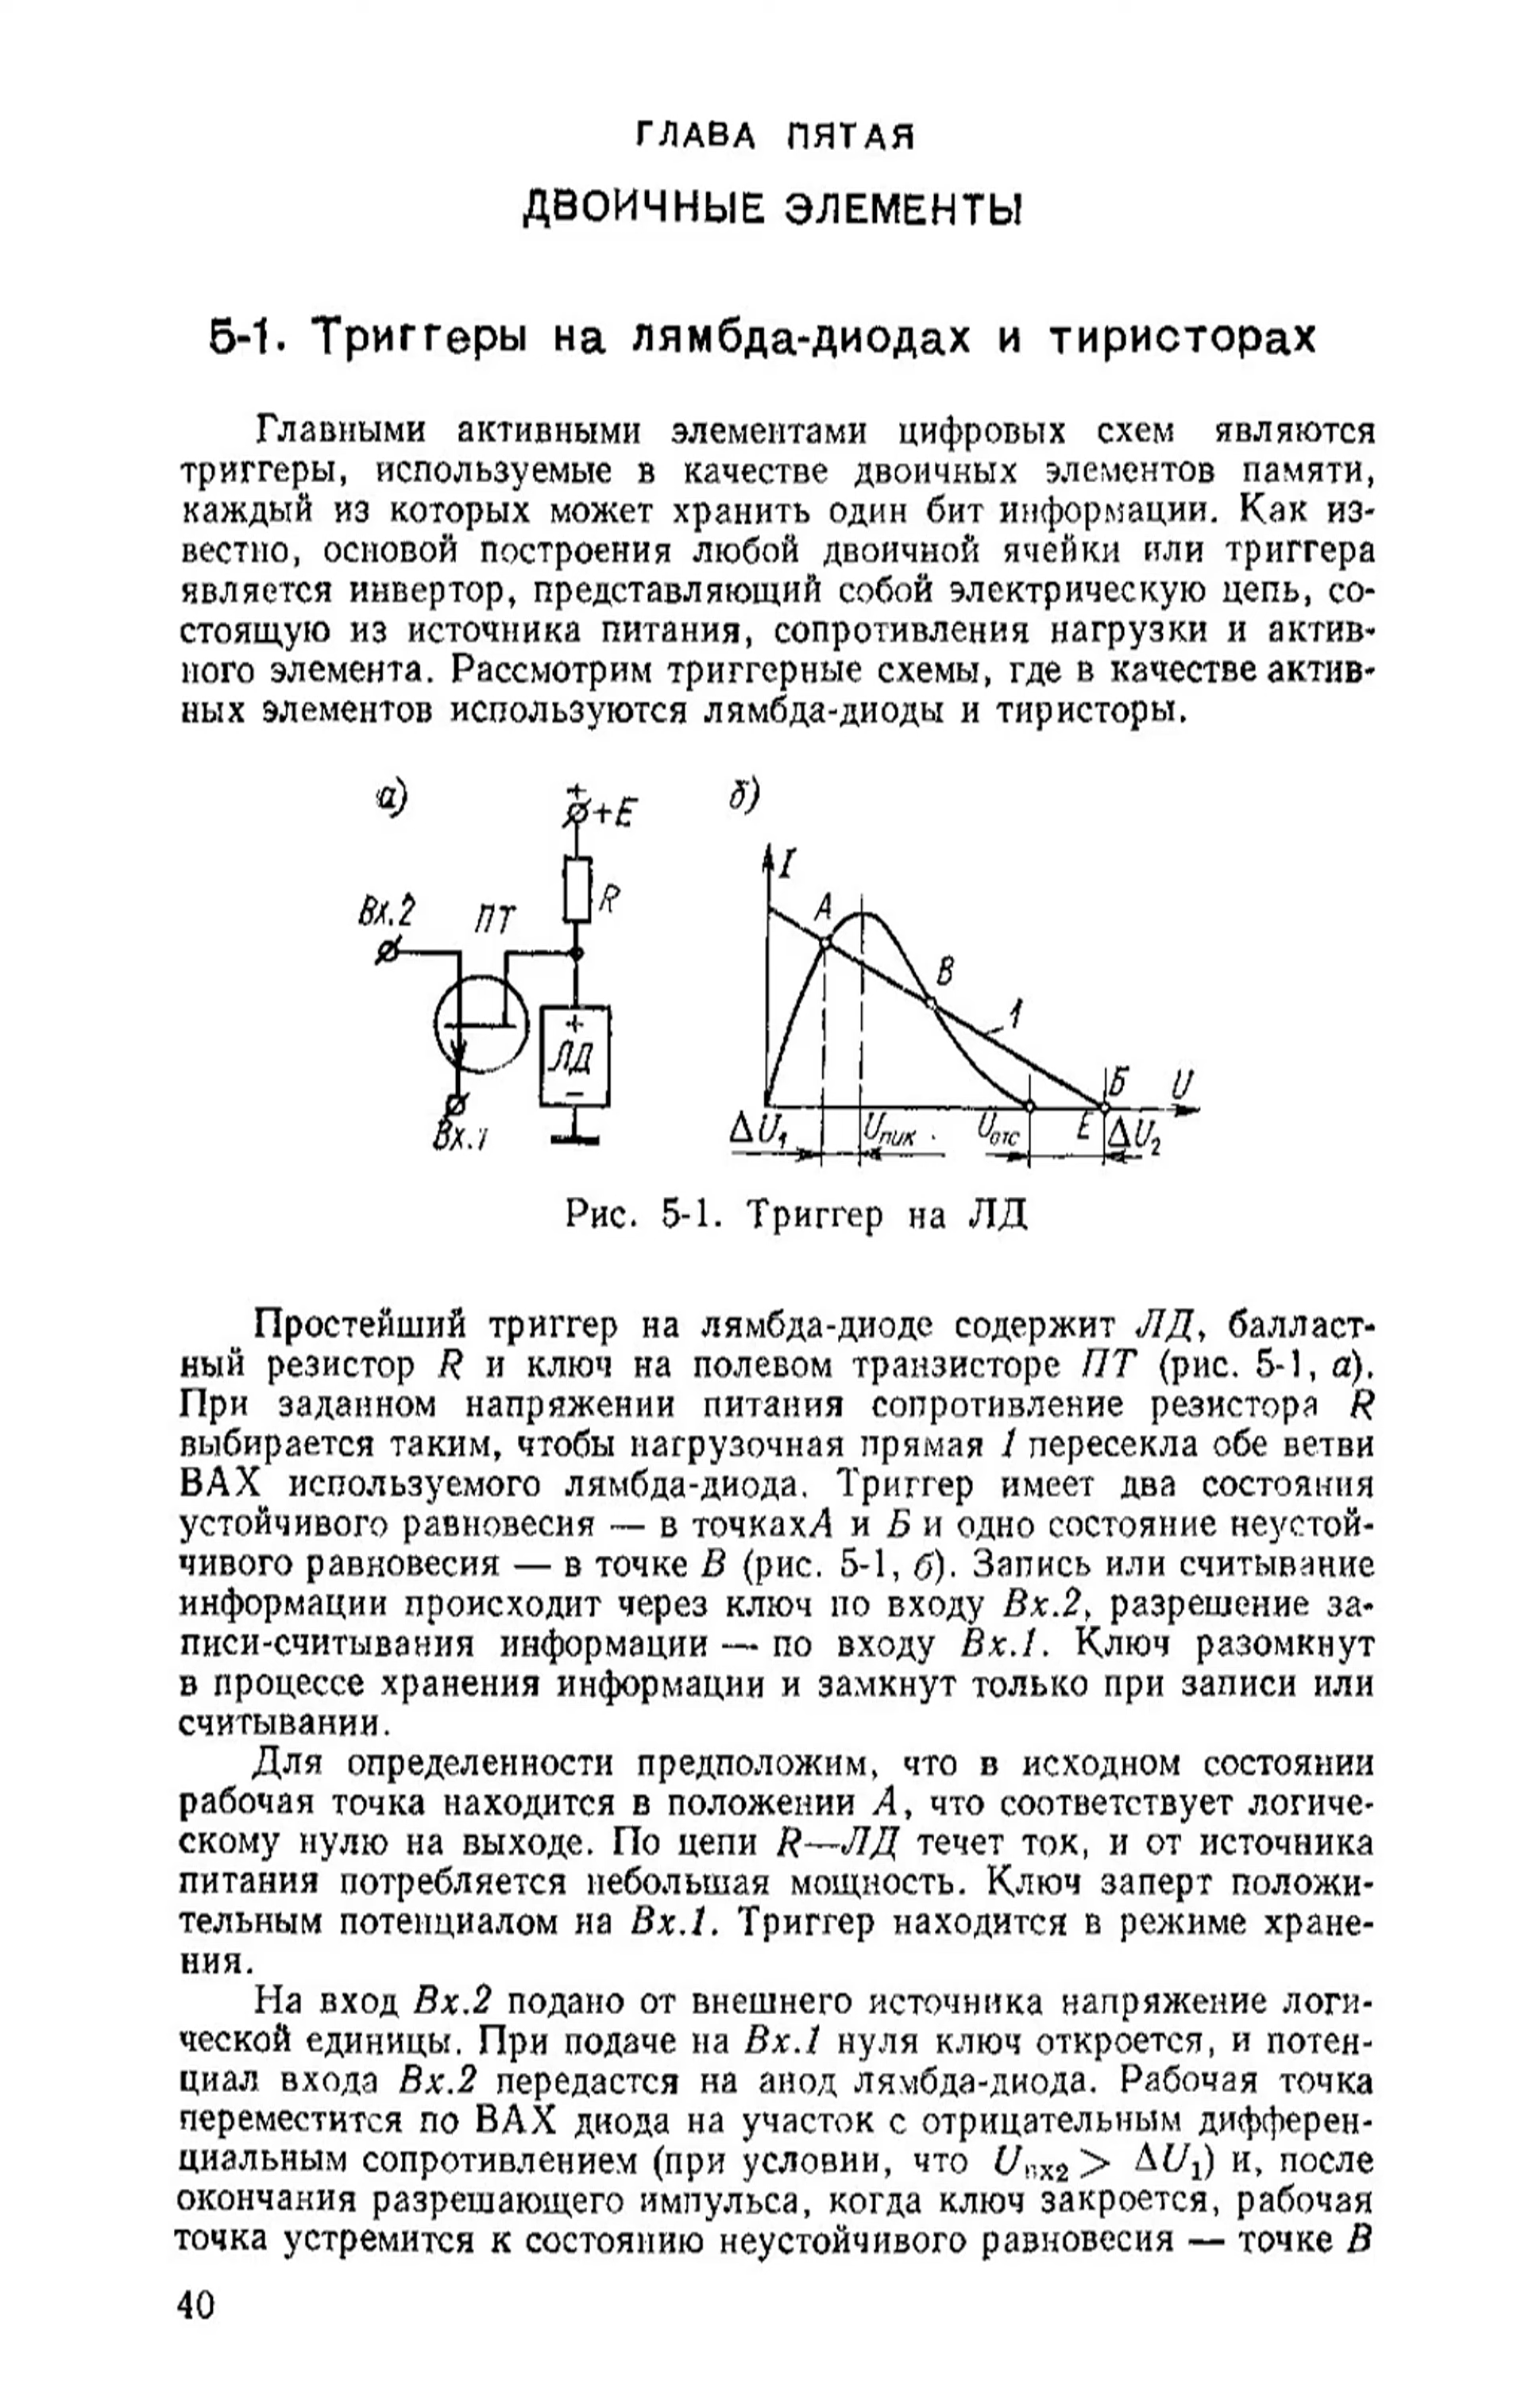 ГЛАВА ПЯТАЯ
ДВОИЧНЫЕ ЭЛЕМЕНТЫ
5-1. Триггеры на лямбда-диодах и тиристорах
Главными активными элементами цифровых схем являются
триггеры, используемые в качестве двоичных элементов памяти,
каждый из которых может хранить один бит информации. Как из-
вестно, основой построения любой двоичной ячейки или триггера
является инвертор, представляющий собой электрическую цепь, со-
стоящую из источника питания, сопротивления нагрузки и актив-
ного элемента. Рассмотрим триггерные схемы, где в качестве актив-
ных элементов используются лямбда-диоды и тиристоры.
а)
+
+E
R
Вх.2
ПТ
+
ЛД
−
Вх.1
б)
I
А
В
1
Б
U
ΔU₁
Uпик
Uотс
E
ΔU₂
Рис. 5-1. Триггер на ЛД
Простейший триггер на лямбда-диоде содержит ЛД, балласт-
ный резистор R и ключ на полевом транзисторе ПТ (рис. 5-1, а).
При заданном напряжении питания сопротивление резистора R
выбирается таким, чтобы нагрузочная прямая 1 пересекла обе ветви
ВАХ используемого лямбда-диода. Триггер имеет два состояния
устойчивого равновесия — в точках А и Б и одно состояние неустой-
чивого равновесия — в точке В (рис. 5-1, б). Запись или считывание
информации происходит через ключ по входу Вх.2, разрешение за-
писи-считывания информации — по входу Вх.1. Ключ разомкнут
в процессе хранения информации и замкнут только при записи или
считывании.
Для определенности предположим, что в исходном состоянии
рабочая точка находится в положении А, что соответствует логиче-
скому нулю на выходе. По цепи R—ЛД течет ток, и от источника
питания потребляется небольшая мощность. Ключ заперт положи-
тельным потенциалом на Вх.1. Триггер находится в режиме хране-
ния.
На вход Вх.2 подано от внешнего источника напряжение логи-
ческой единицы. При подаче на Вх.1 нуля ключ откроется, и потен-
циал входа Вх.2 передастся на анод лямбда-диода. Рабочая точка
переместится по ВАХ диода на участок с отрицательным дифферен-
циальным сопротивлением (при условии, что Uвх2 > ΔU₁) и, после
окончания разрешающего импульса, когда ключ закроется, рабочая
точка устремится к состоянию неустойчивого равновесия — точке В
40